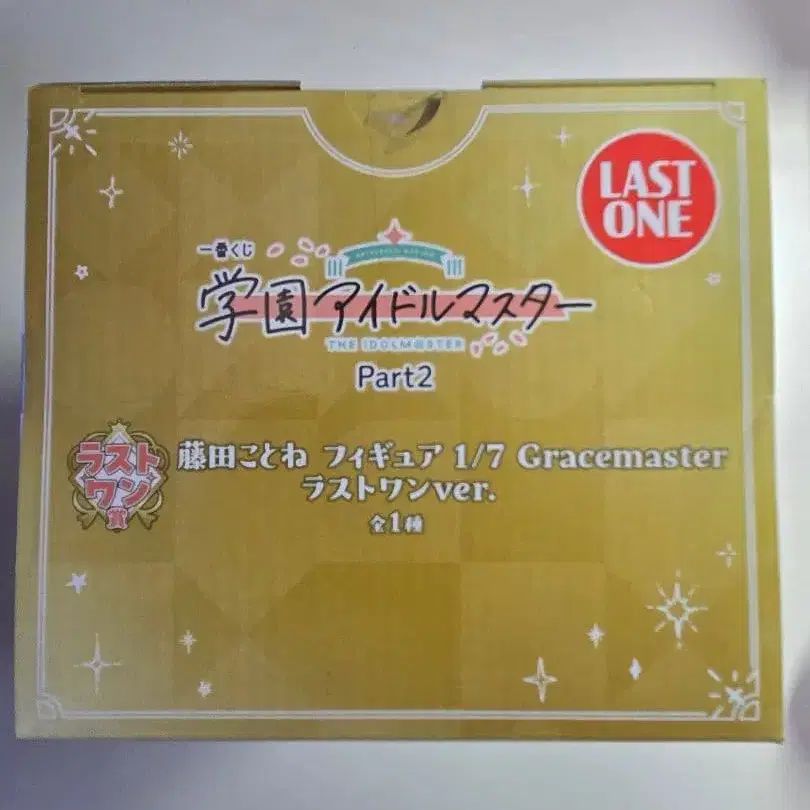 LAST
ONE
一番くじ
学園アイドルマスター
THE IDOLM@STER
Part2
ラスト
ワン
賞
藤田ことね フィギュア 1/7 Gracemaster
ラストワンver.
全1種